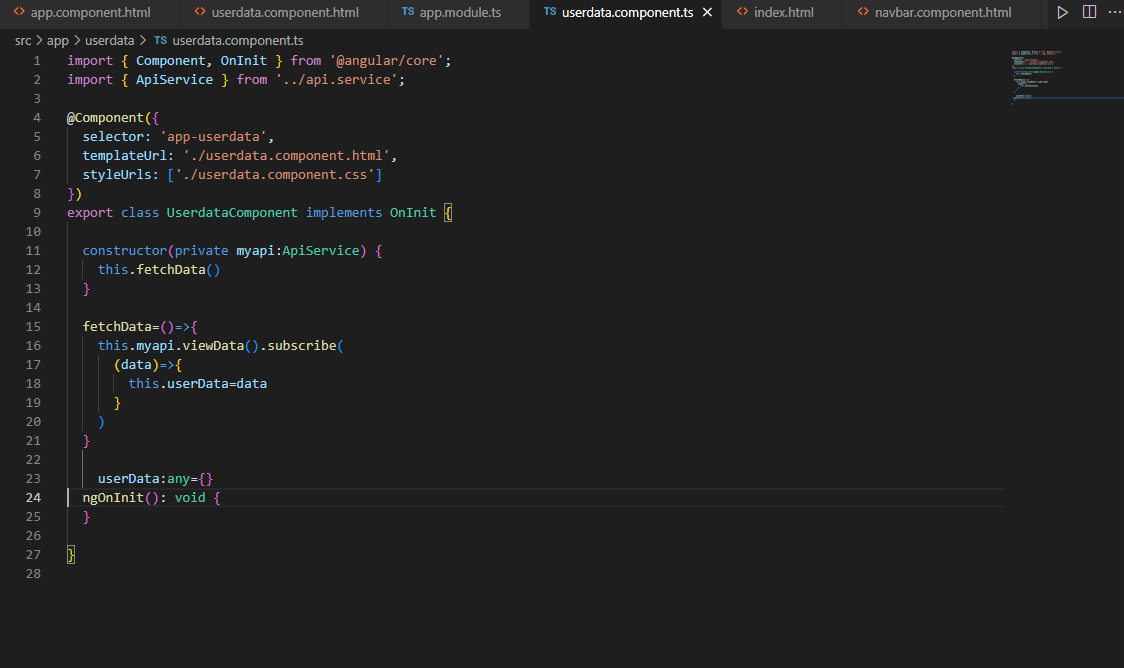 app.component.html userdata.component.html TS app.module.ts TS userdata.component.ts index.html navbar.component.html
src > app > userdata > TS userdata.component.ts
1 import { Component, OnInit } from '@angular/core';
2 import { ApiService } from '../api.service';
3
4 @Component({
5   selector: 'app-userdata',
6   templateUrl: './userdata.component.html',
7   styleUrls: ['./userdata.component.css']
8 })
9 export class UserdataComponent implements OnInit {
10
11   constructor(private myapi:ApiService) {
12     this.fetchData()
13   }
14
15   fetchData=()=>{
16     this.myapi.viewData().subscribe(
17       (data)=>{
18         this.userData=data
19       }
20     )
21   }
22
23     userData:any={}
24   ngOnInit(): void {
25   }
26
27 }
28